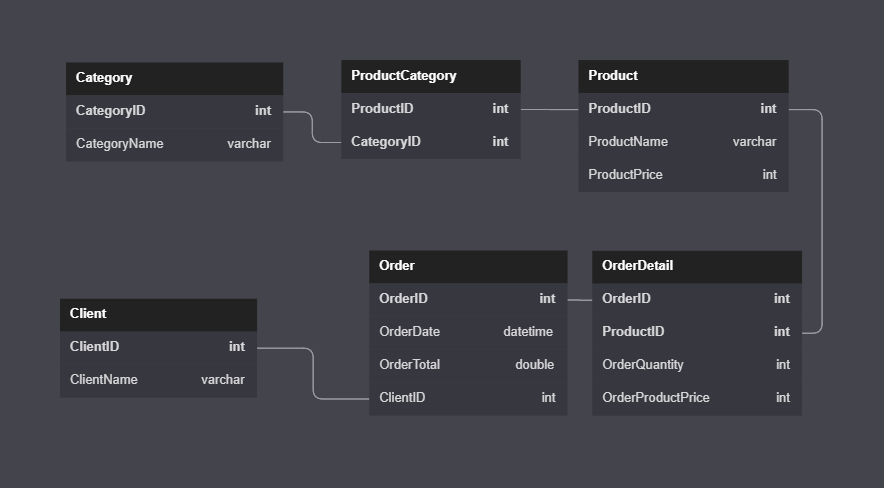 Category
CategoryID int
CategoryName varchar
ProductCategory
ProductID int
CategoryID int
Product
ProductID int
ProductName varchar
ProductPrice int
Client
ClientID int
ClientName varchar
Order
OrderID int
OrderDate datetime
OrderTotal double
ClientID int
OrderDetail
OrderID int
ProductID int
OrderQuantity int
OrderProductPrice int